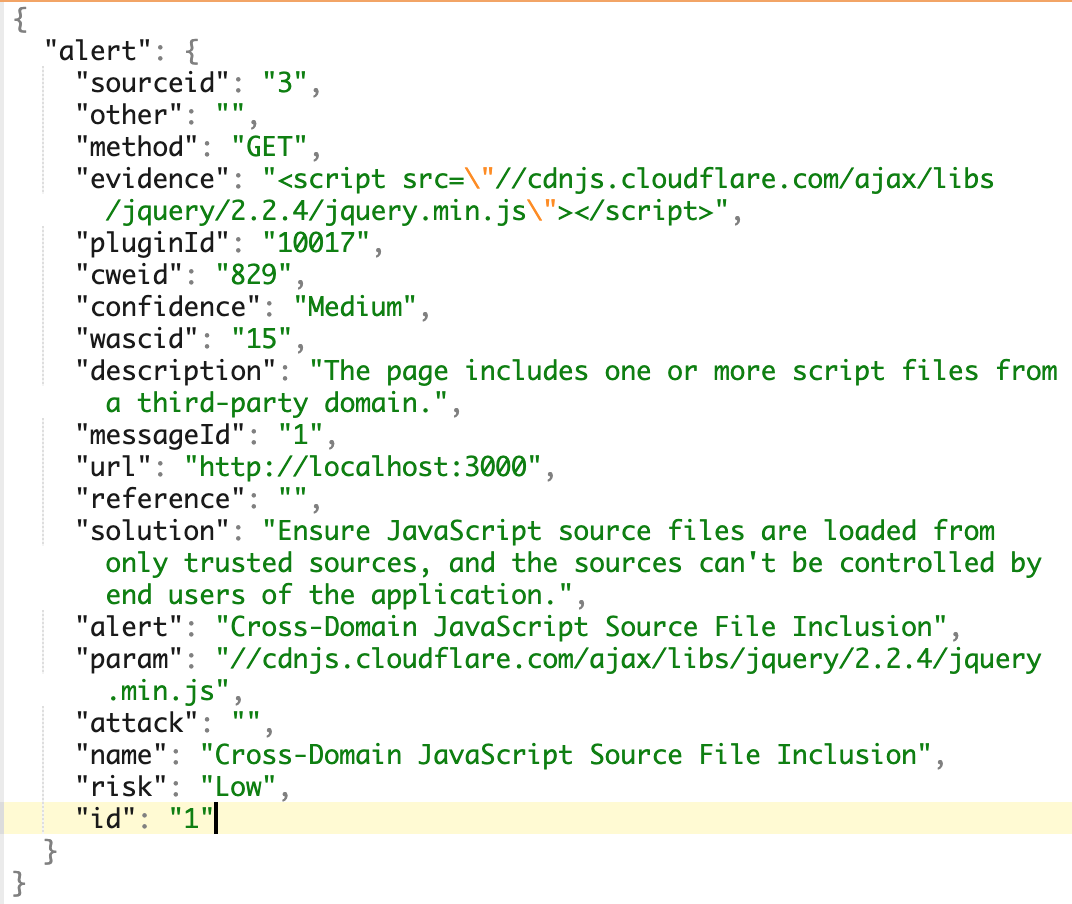 {
"alert": {
"sourceid": "3",
"other": "",
"method": "GET",
"evidence": "<script src=\"//cdnjs.cloudflare.com/ajax/libs
/jquery/2.2.4/jquery.min.js\"></script>",
"pluginId": "10017",
"cweid": "829",
"confidence": "Medium",
"wascid": "15",
"description": "The page includes one or more script files from
a third-party domain.",
"messageId": "1",
"url": "http://localhost:3000",
"reference": "",
"solution": "Ensure JavaScript source files are loaded from
only trusted sources, and the sources can't be controlled by
end users of the application.",
"alert": "Cross-Domain JavaScript Source File Inclusion",
"param": "//cdnjs.cloudflare.com/ajax/libs/jquery/2.2.4/jquery
.min.js",
"attack": "",
"name": "Cross-Domain JavaScript Source File Inclusion",
"risk": "Low",
"id": "1"
}
}